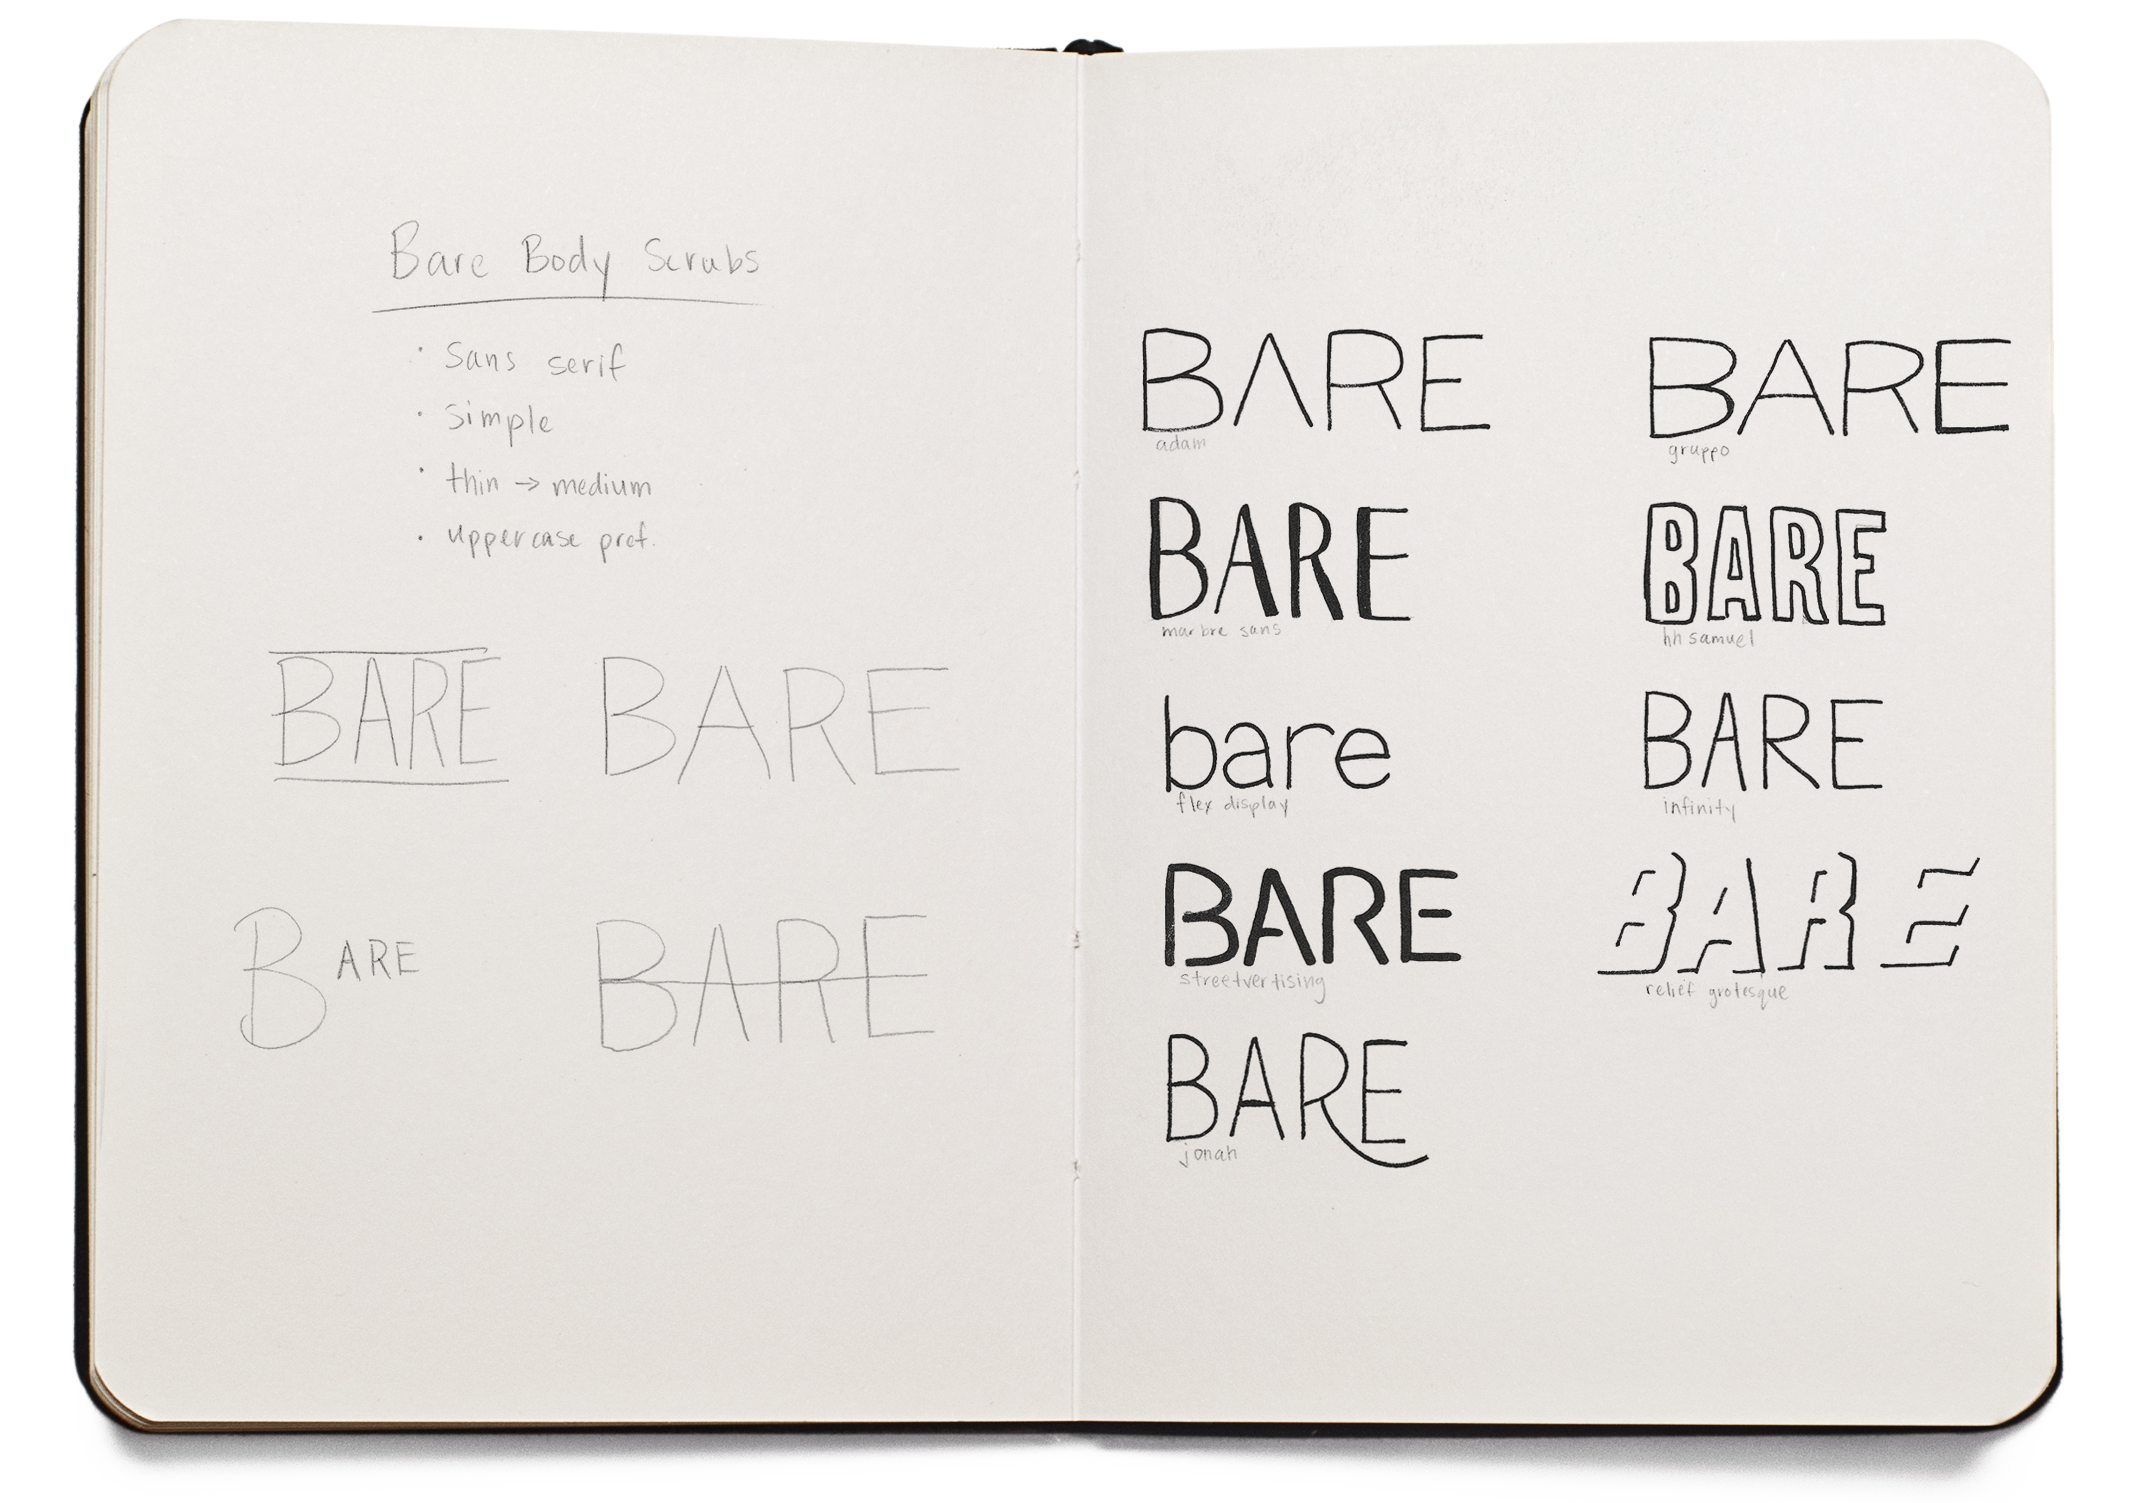 Bare Body Scrubs
· Sans serif
· simple
· thin → medium
· uppercase pref.
BARE BARE
BARE BARE
BARE BARE
adam gruppo
BARE BARE
marbre sans hh samuel
bare BARE
flex display infinity
BARE BARE
streetvertising relief grotesque
BARE
jonah